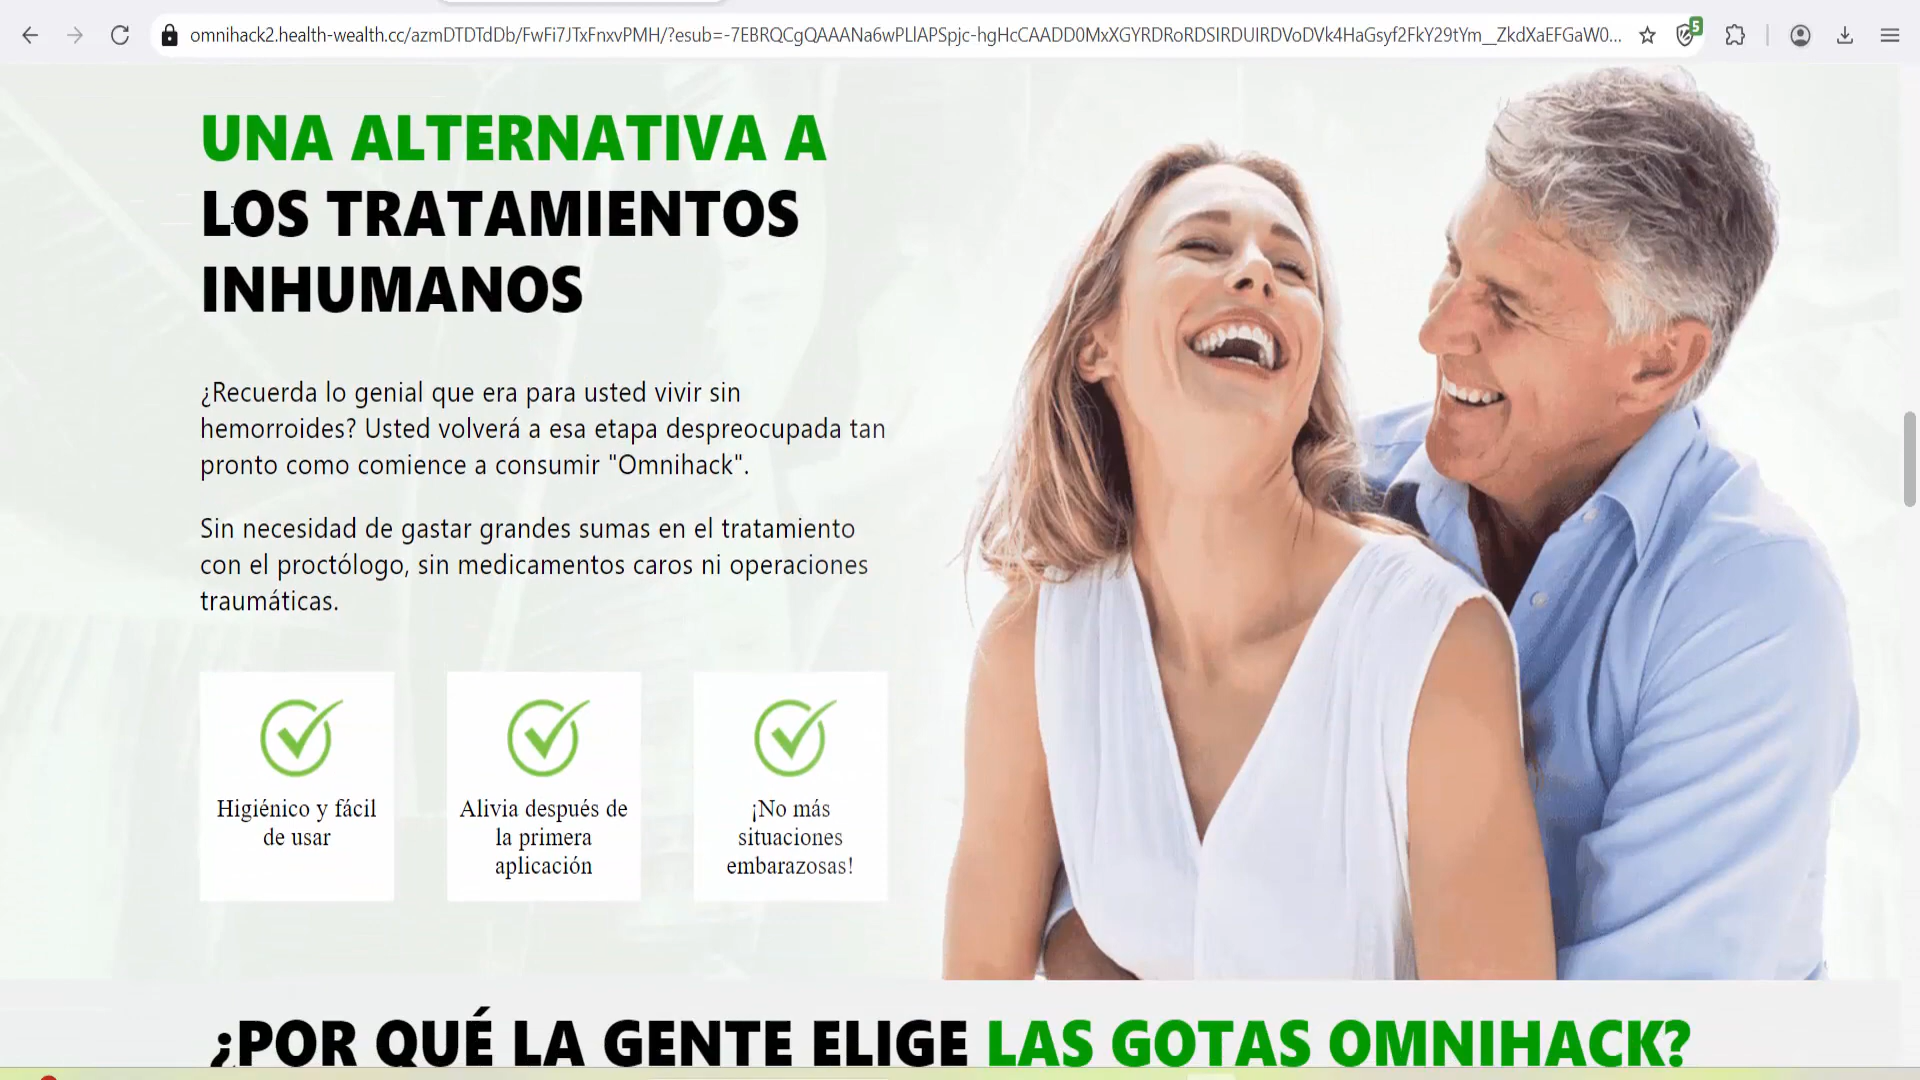 omnihack2.health-wealth.cc/azmDTDTdDb/FwFi7JTxFnxvPMH/?esub=-7EBRQCgQAAANa6wPLlAPSpjc-hgHcCAADD0MxXGYRDRoRDSIRDUIRDVoDVk4HaGsyf2FkY29tYm__ZkdXaEFGaW0...
5
UNA ALTERNATIVA A
LOS TRATAMIENTOS
INHUMANOS
¿Recuerda lo genial que era para usted vivir sin
hemorroides? Usted volverá a esa etapa despreocupada tan
pronto como comience a consumir "Omnihack".
Sin necesidad de gastar grandes sumas en el tratamiento
con el proctólogo, sin medicamentos caros ni operaciones
traumáticas.
Higiénico y fácil
de usar
Alivia después de
la primera
aplicación
¡No más
situaciones
embarazosas!
¿POR QUÉ LA GENTE ELIGE LAS GOTAS OMNIHACK?